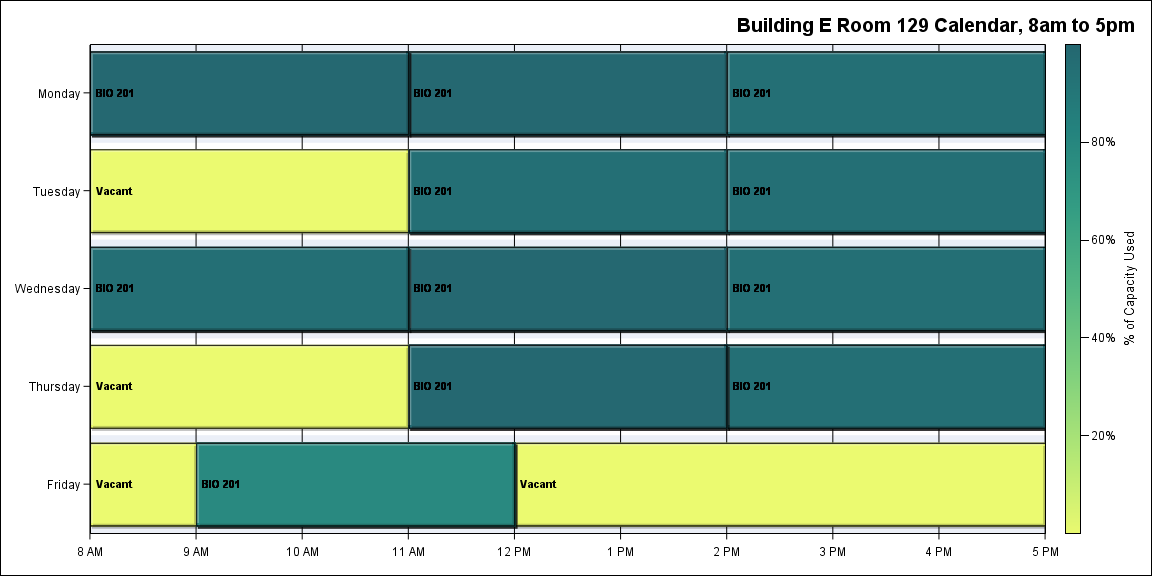 Building E Room 129 Calendar, 8am to 5pm
Monday
BIO 201
BIO 201
BIO 201
Tuesday
Vacant
BIO 201
BIO 201
Wednesday
BIO 201
BIO 201
BIO 201
Thursday
Vacant
BIO 201
BIO 201
Friday
Vacant
BIO 201
Vacant
8 AM
9 AM
10 AM
11 AM
12 PM
1 PM
2 PM
3 PM
4 PM
5 PM
80%
60%
40%
20%
% of Capacity Used